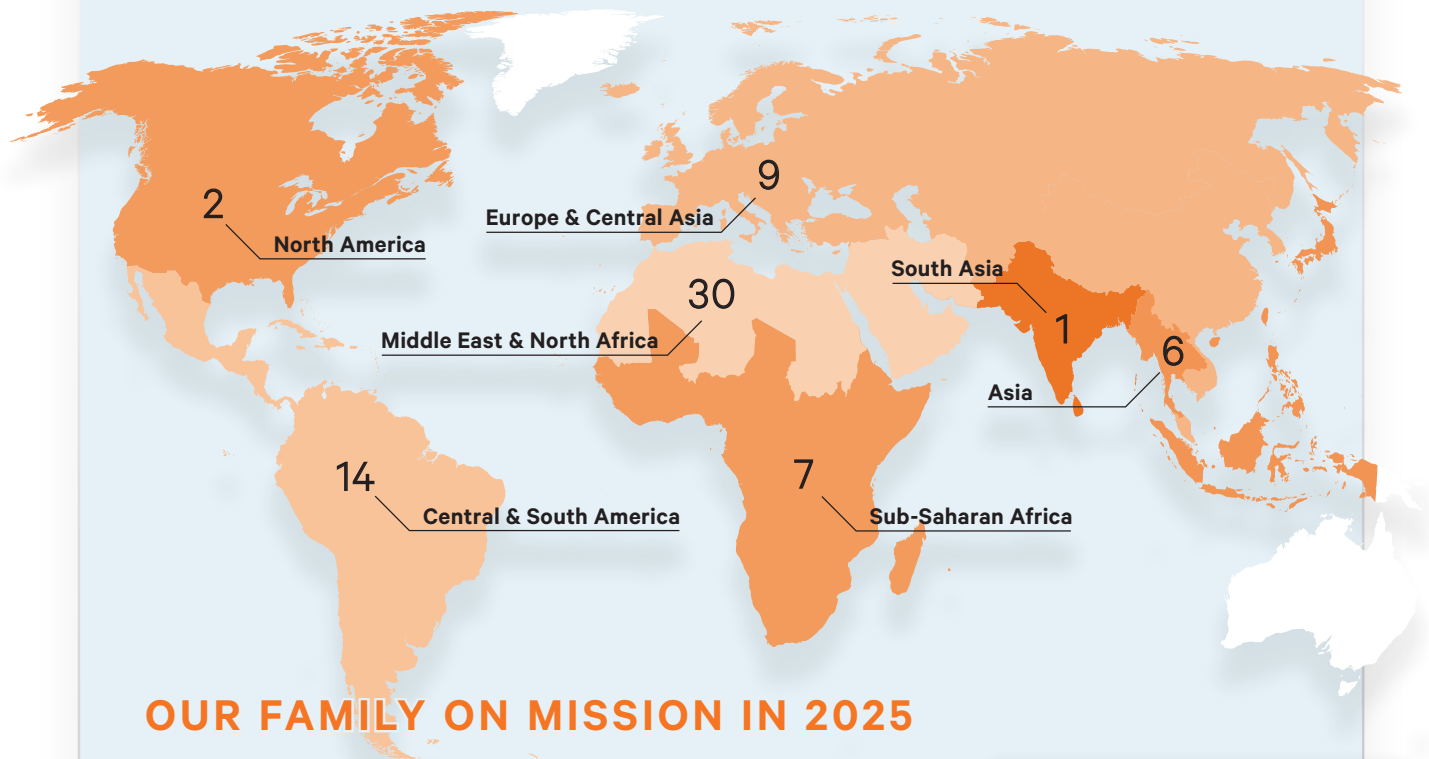 9
2
Europe & Central Asia
North America
South Asia
30
1
Middle East & North Africa
6
Asia
14
7
Central & South America
Sub-Saharan Africa
OUR FAMILY ON MISSION IN 2025